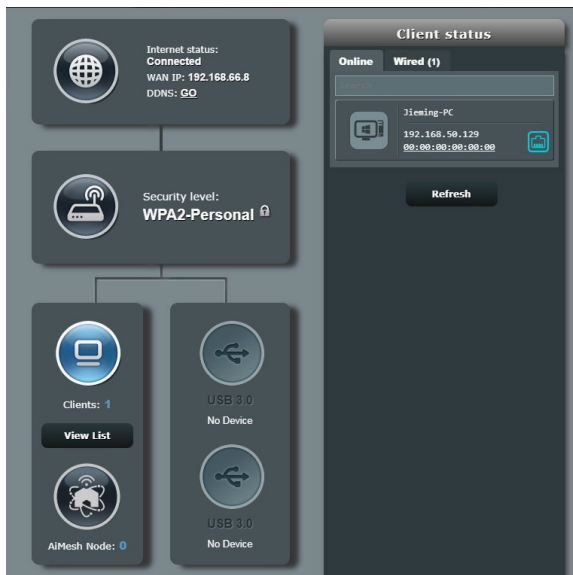 Internet status:
Connected
WAN IP: 192.168.66.8
DDNS: GO
Security level:
WPA2-Personal
Clients: 1
View List
AiMesh Node: 0
USB 3.0
No Device
USB 3.0
No Device
Client status
Online Wired (1)
Search
Jieming-PC
192.168.50.129
00:00:00:00:00:00
Refresh